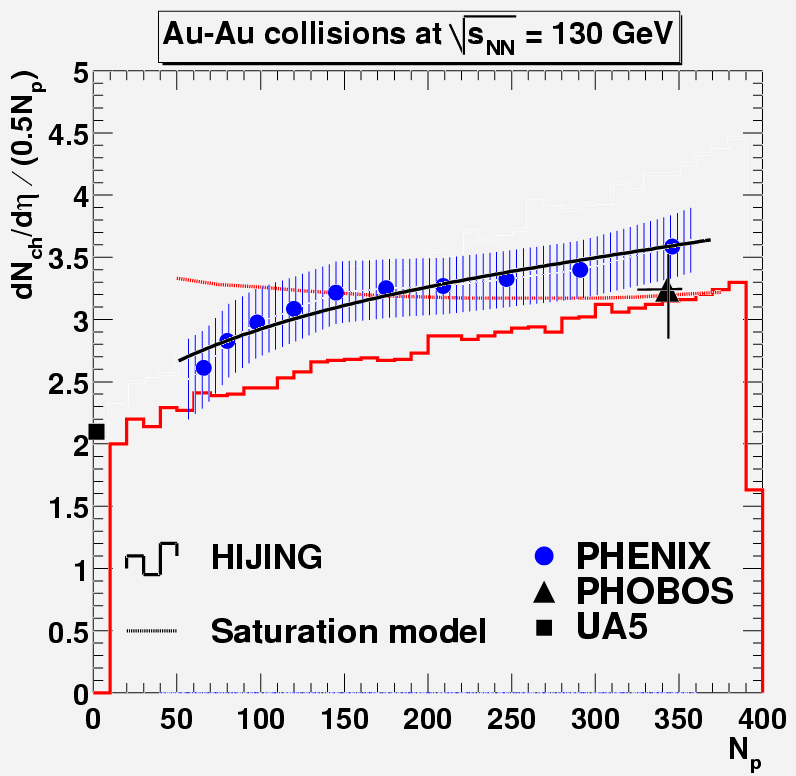 Au-Au collisions at √sNN = 130 GeV
dNch/dη / (0.5Np)
5
4.5
4
3.5
3
2.5
2
1.5
1
0.5
0
HIJING
Saturation model
PHENIX
PHOBOS
UA5
0 50 100 150 200 250 300 350 400
Np